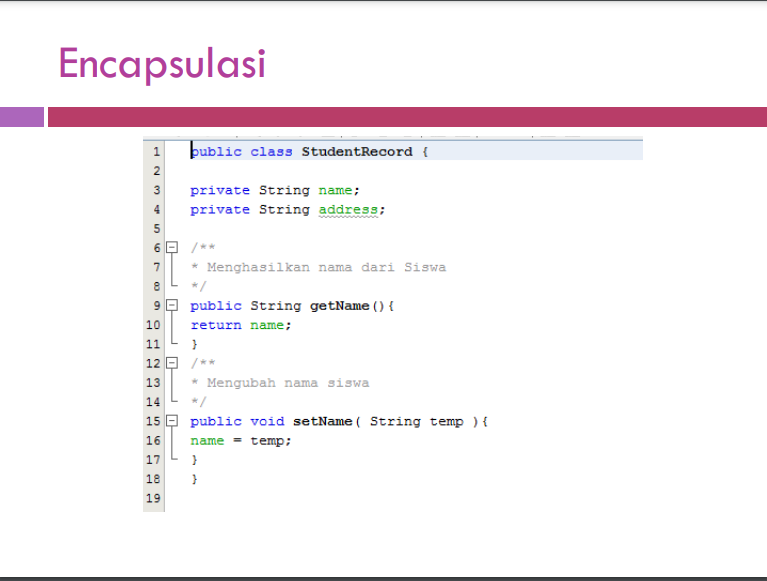 Encapsulasi
1 public class StudentRecord {
2
3 private String name;
4 private String address;
5
6 /**
7 * Menghasilkan nama dari Siswa
8 */
9 public String getName(){
10 return name;
11 }
12 /**
13 * Mengubah nama siswa
14 */
15 public void setName( String temp ){
16 name = temp;
17 }
18 }
19